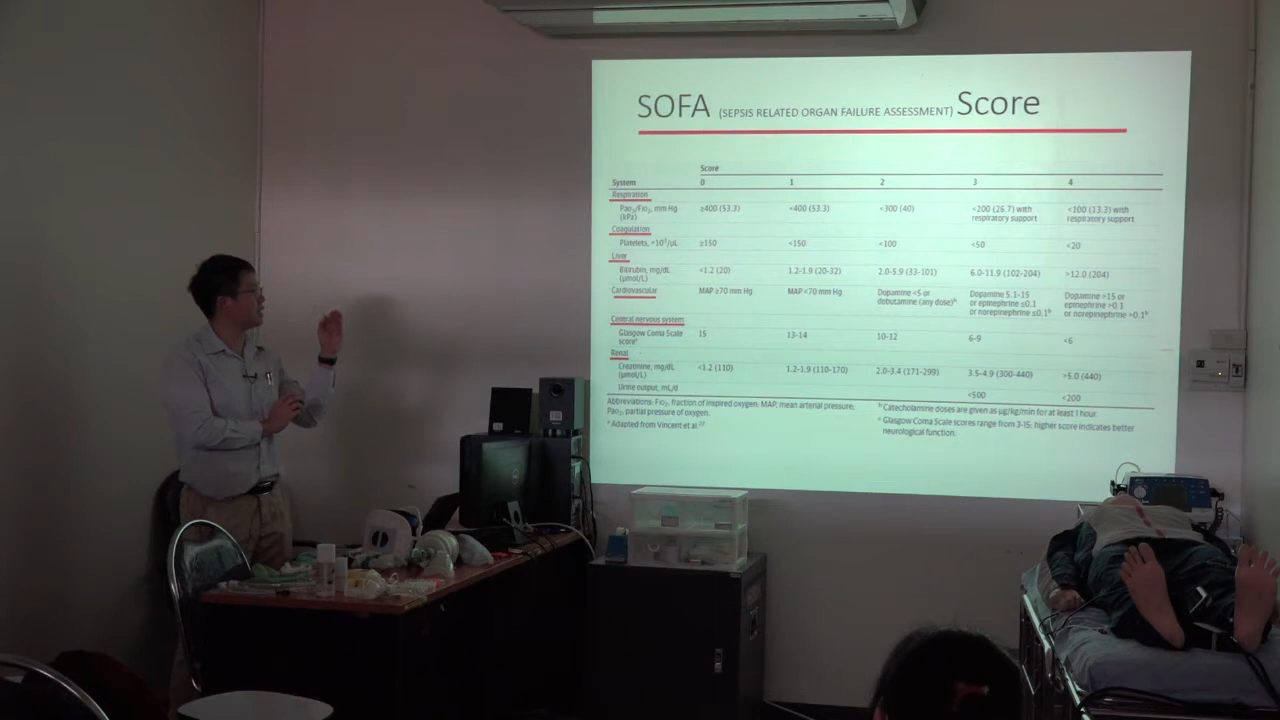 SOFA (SEPSIS RELATED ORGAN FAILURE ASSESSMENT) Score
Score
System 0 1 2 3 4
Respiration
Pao₂/Fio₂, mm Hg (kPa) ≥400 (53.3) <400 (53.3) <300 (40) <200 (26.7) with respiratory support <100 (13.3) with respiratory support
Coagulation
Platelets, ×10³/μL ≥150 <150 <100 <50 <20
Liver
Bilirubin, mg/dL (μmol/L) <1.2 (20) 1.2-1.9 (20-32) 2.0-5.9 (33-101) 6.0-11.9 (102-204) >12.0 (204)
Cardiovascular MAP ≥70 mm Hg MAP <70 mm Hg Dopamine <5 or dobutamine (any dose)ᵇ Dopamine 5.1-15 or epinephrine ≤0.1 or norepinephrine ≤0.1ᵇ Dopamine >15 or epinephrine >0.1 or norepinephrine >0.1ᵇ
Central nervous system
Glasgow Coma Scale scoreᶜ 15 13-14 10-12 6-9 <6
Renal
Creatinine, mg/dL (μmol/L) <1.2 (110) 1.2-1.9 (110-170) 2.0-3.4 (171-299) 3.5-4.9 (300-440) >5.0 (440)
Urine output, mL/d <500 <200
Abbreviations: Fio₂, fraction of inspired oxygen; MAP, mean arterial pressure;
Pao₂, partial pressure of oxygen.
ᵃ Adapted from Vincent et al.²⁷
ᵇ Catecholamine doses are given as μg/kg/min for at least 1 hour.
ᶜ Glasgow Coma Scale scores range from 3-15; higher score indicates better
neurological function.